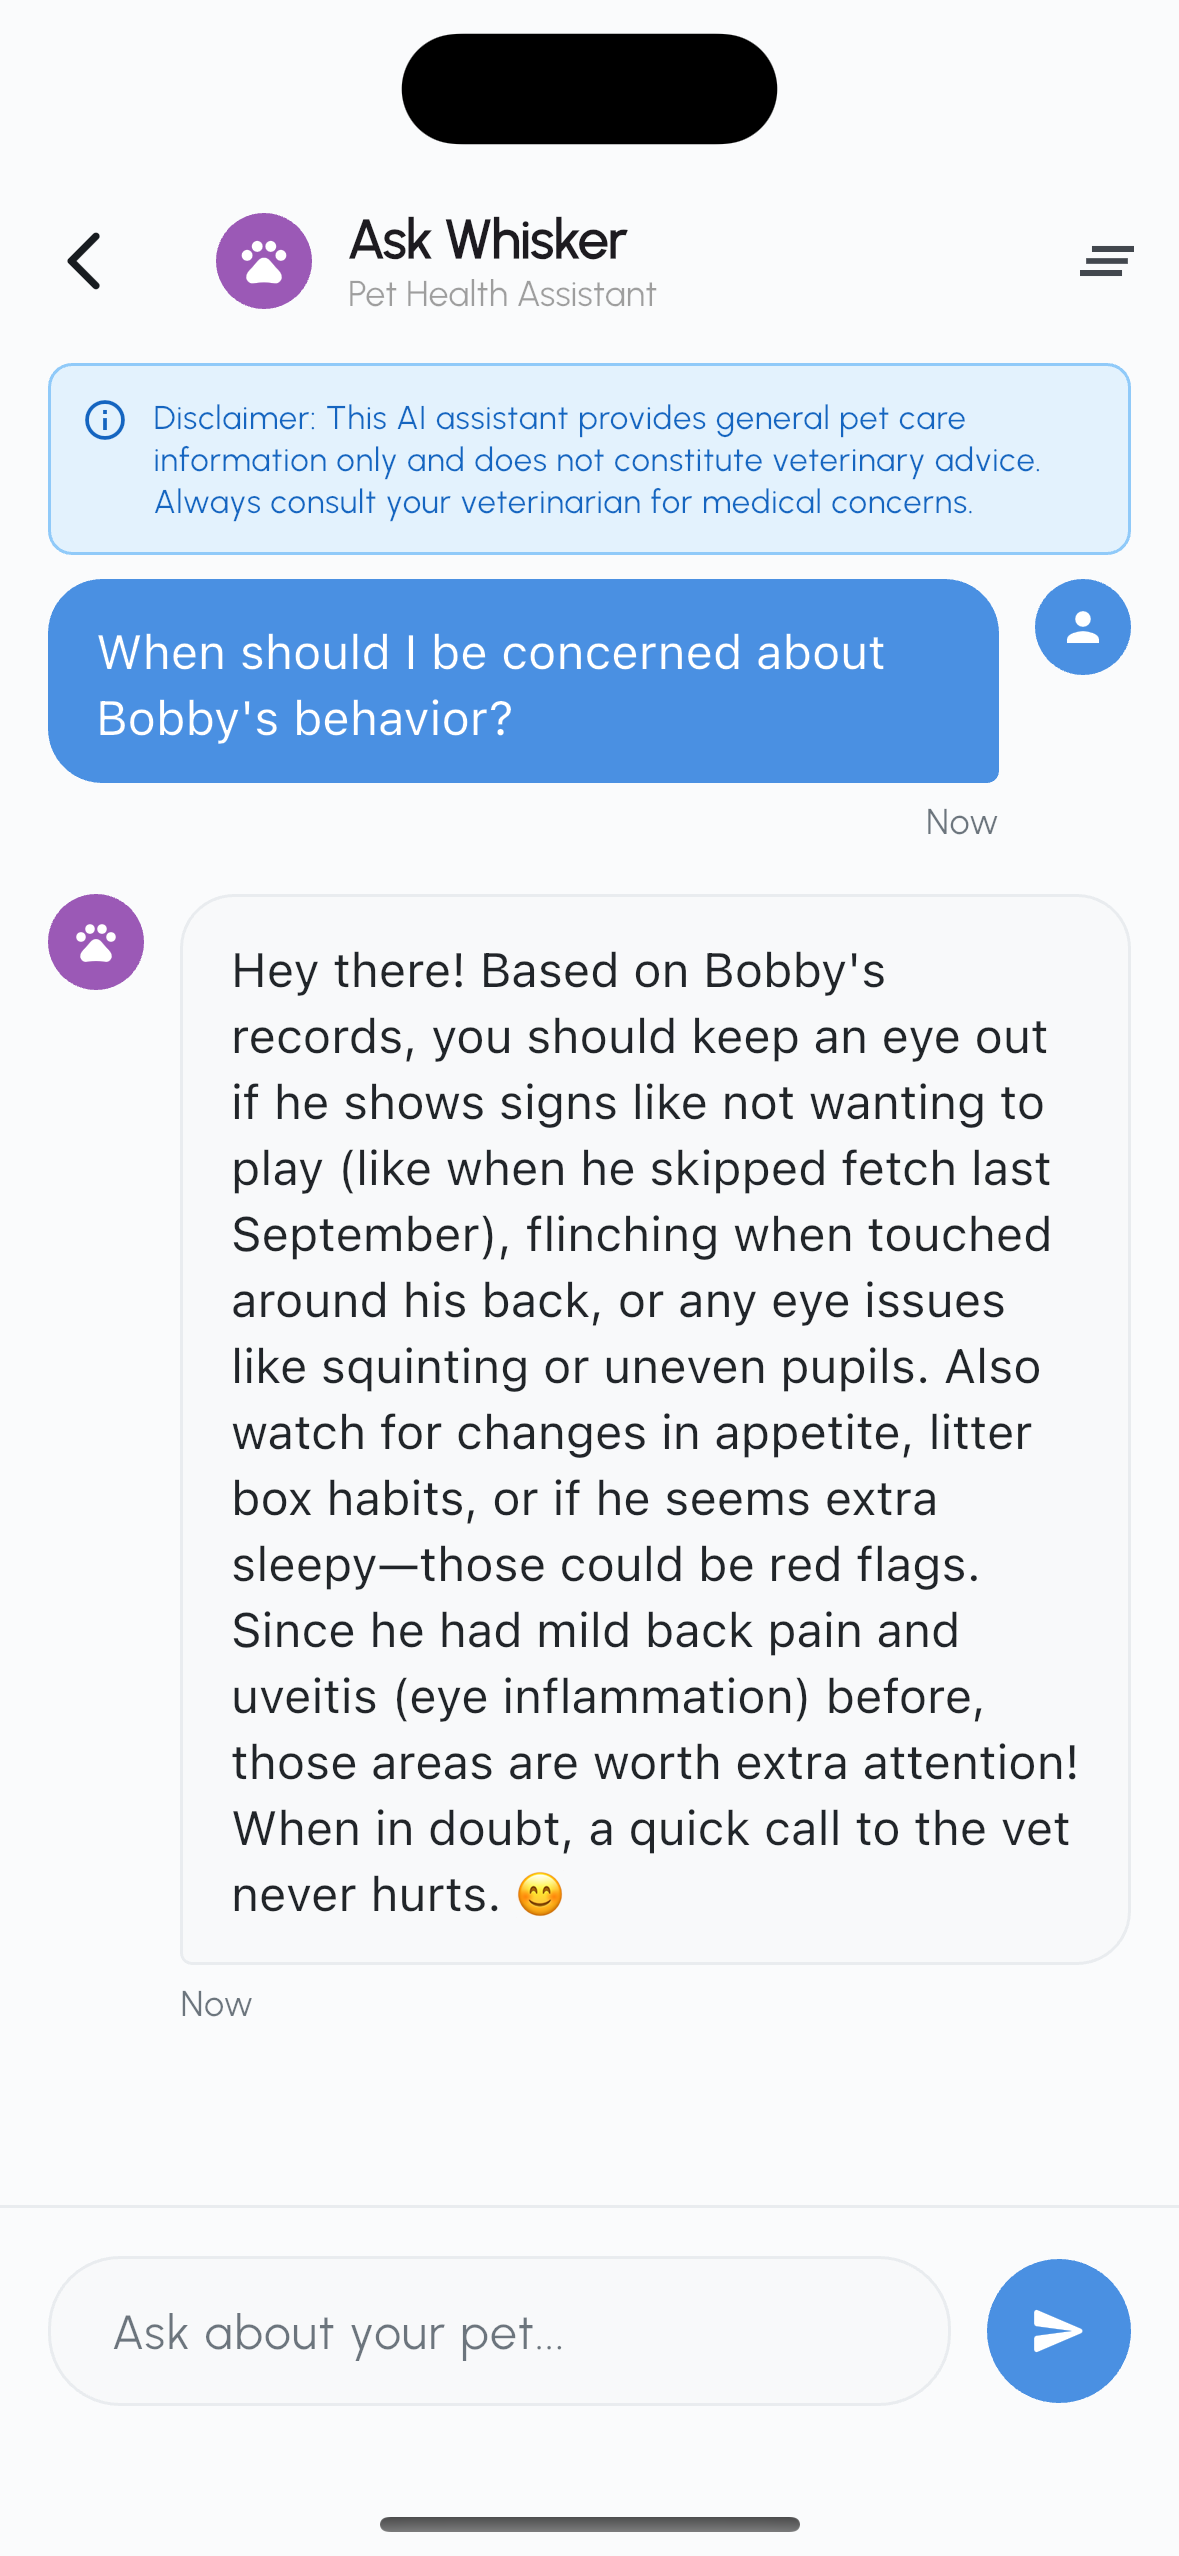 Ask Whisker
Pet Health Assistant
Disclaimer: This AI assistant provides general pet care
information only and does not constitute veterinary advice.
Always consult your veterinarian for medical concerns.
When should I be concerned about
Bobby's behavior?
Now
Hey there! Based on Bobby's
records, you should keep an eye out
if he shows signs like not wanting to
play (like when he skipped fetch last
September), flinching when touched
around his back, or any eye issues
like squinting or uneven pupils. Also
watch for changes in appetite, litter
box habits, or if he seems extra
sleepy—those could be red flags.
Since he had mild back pain and
uveitis (eye inflammation) before,
those areas are worth extra attention!
When in doubt, a quick call to the vet
never hurts. 😊
Now
Ask about your pet...